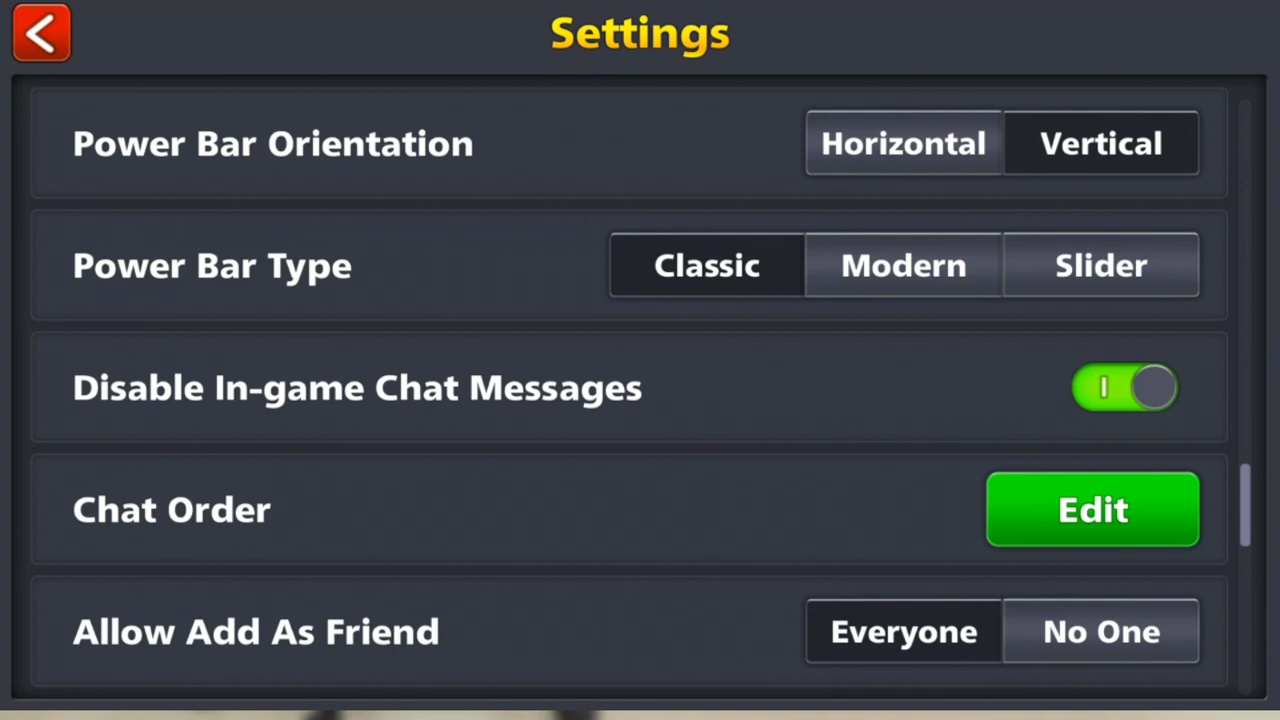 Settings
Power Bar Orientation Horizontal Vertical
Power Bar Type Classic Modern Slider
Disable In-game Chat Messages
Chat Order Edit
Allow Add As Friend Everyone No One